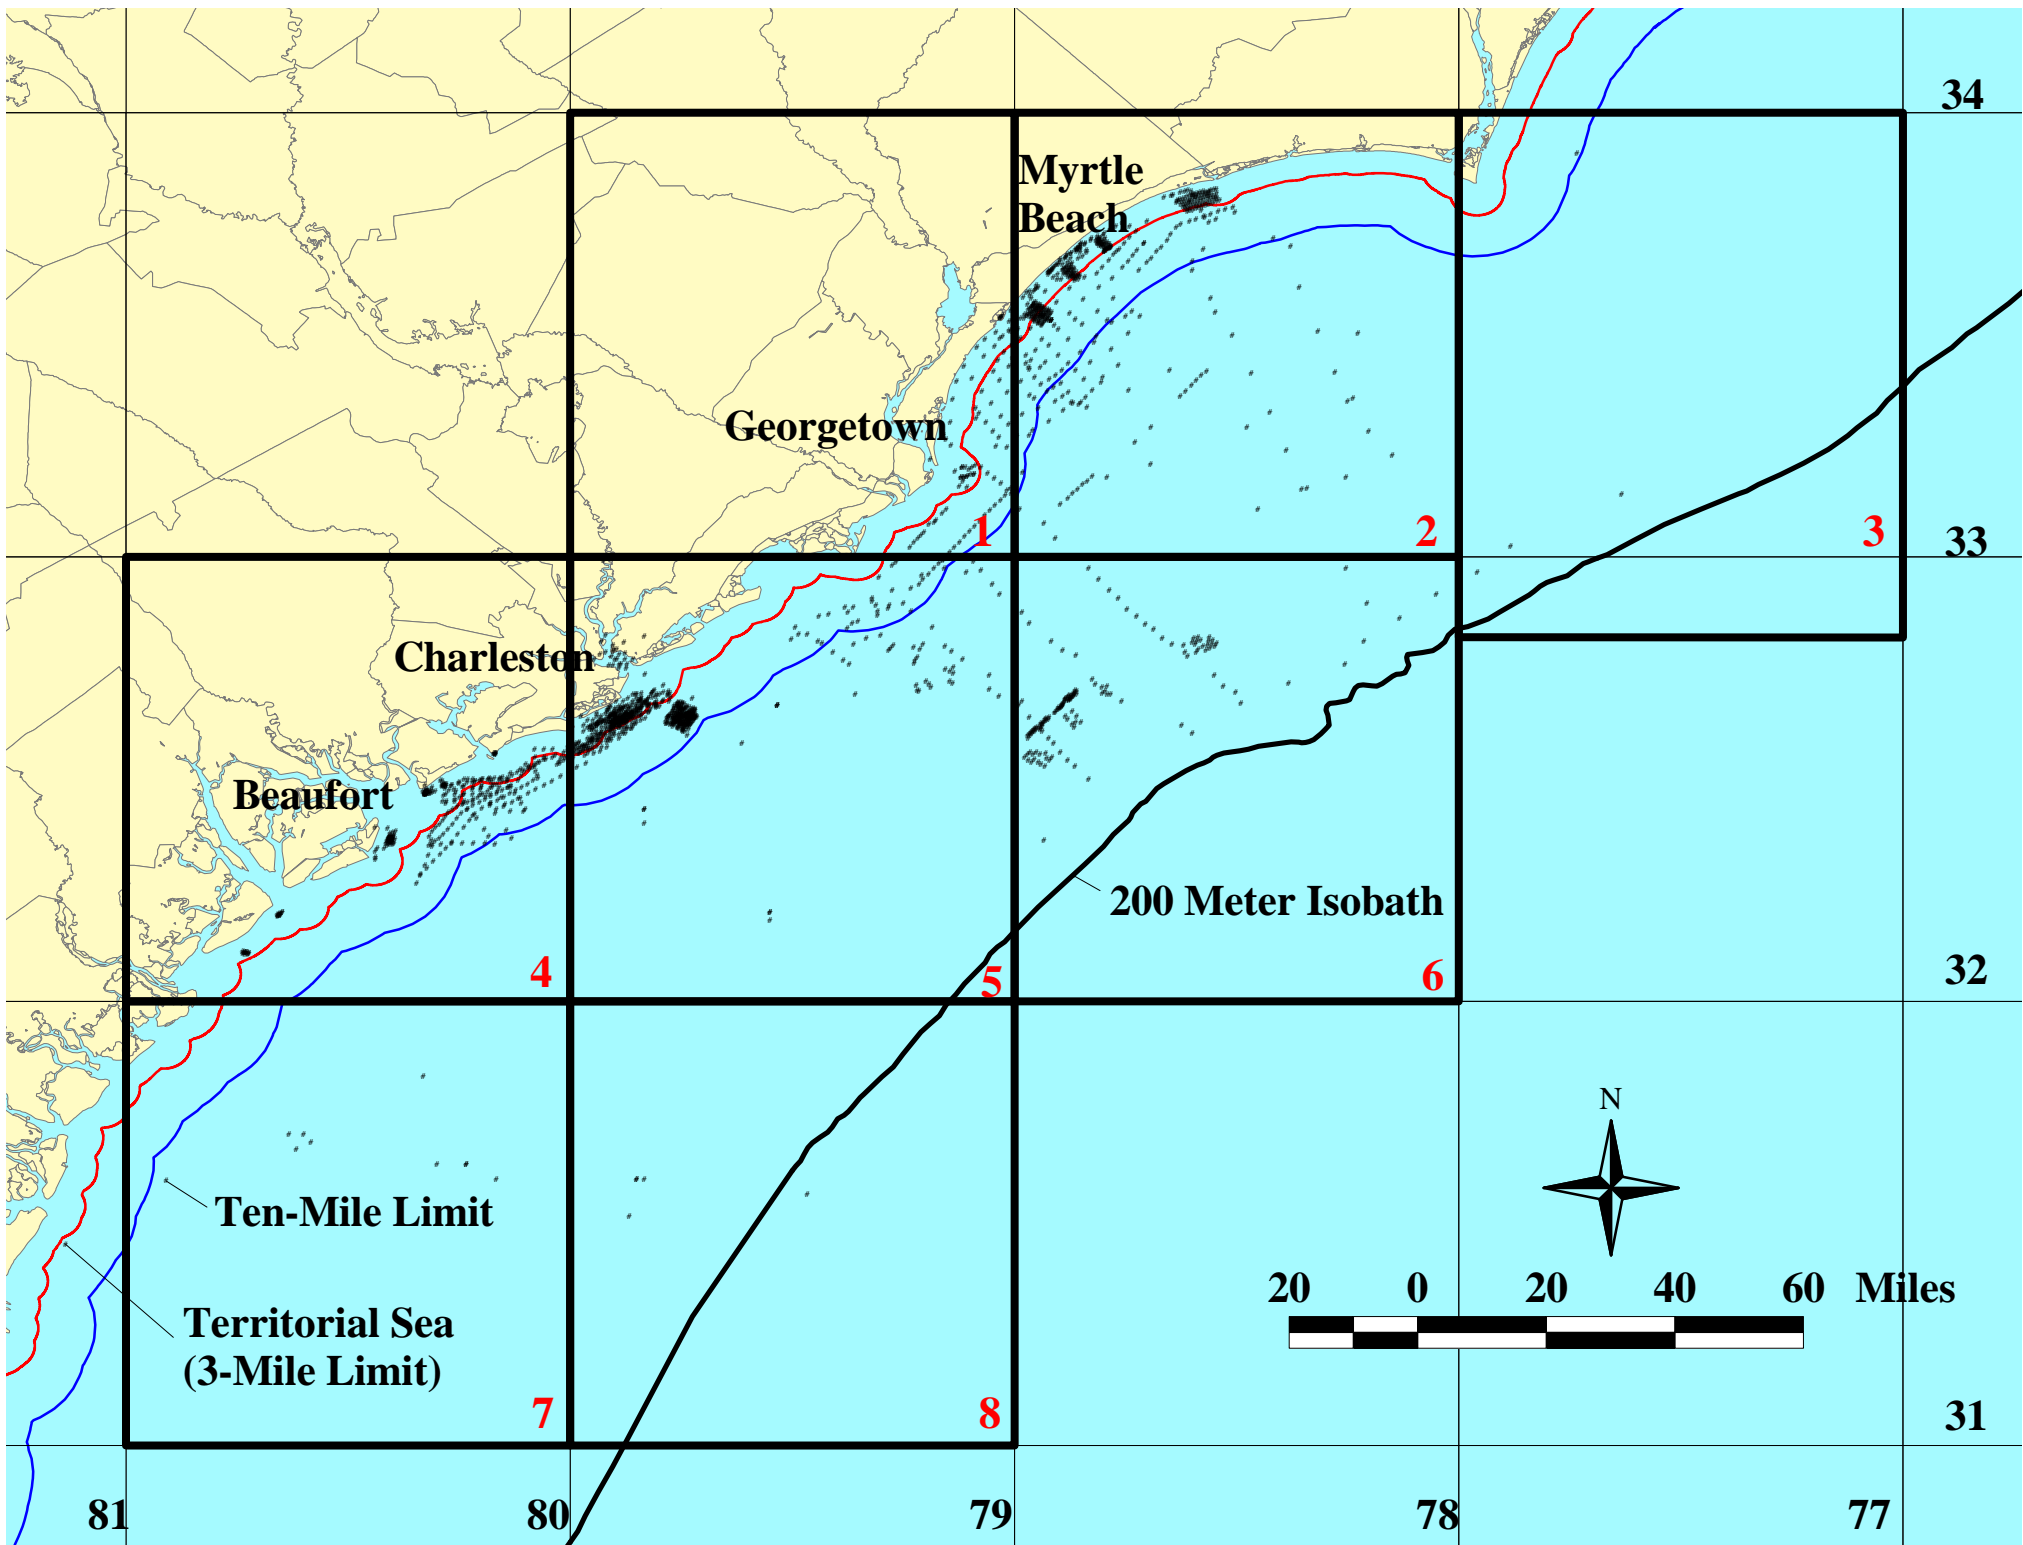 34
Myrtle
Beach
Georgetown
1
2
3
33
Charleston
Beaufort
200 Meter Isobath
4
5
6
32
N
Ten-Mile Limit
20 0 20 40 60 Miles
Territorial Sea
(3-Mile Limit)
7
8
31
81
80
79
78
77